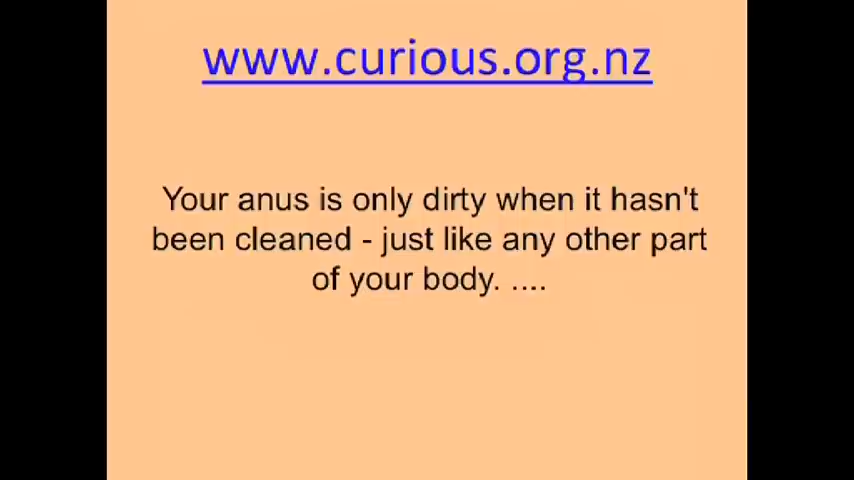 www.curious.org.nz
Your anus is only dirty when it hasn't
been cleaned - just like any other part
of your body. ....